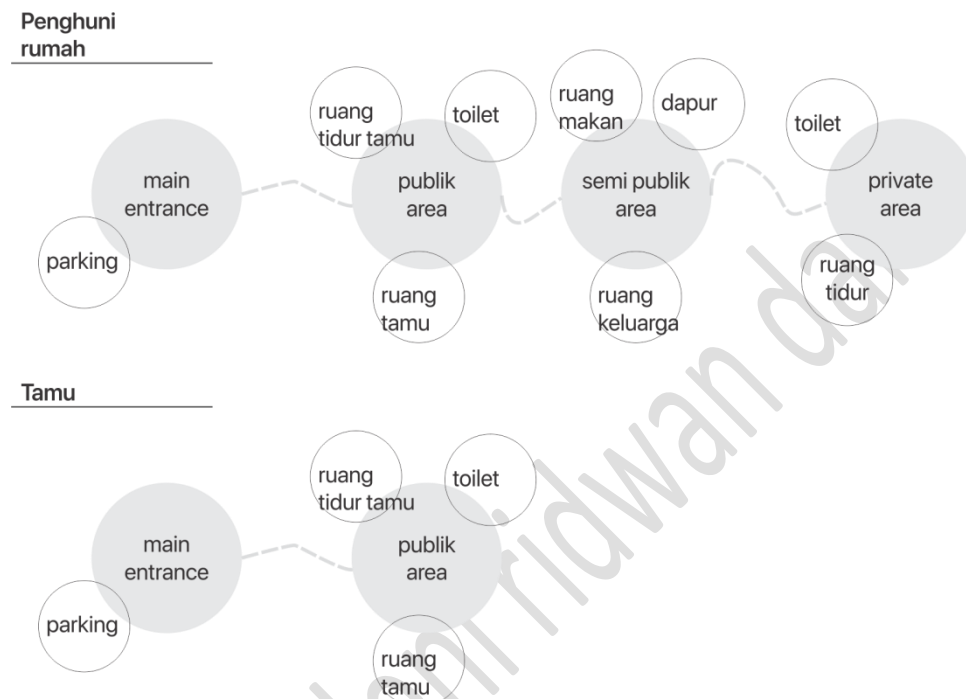 Penghuni
rumah
main
entrance
parking
ruang
tidur tamu
toilet
publik
area
ruang
tamu
ruang
makan
dapur
semi publik
area
ruang
keluarga
toilet
private
area
ruang
tidur
Tamu
main
entrance
parking
ruang
tidur tamu
toilet
publik
area
ruang
tamu
ridwan